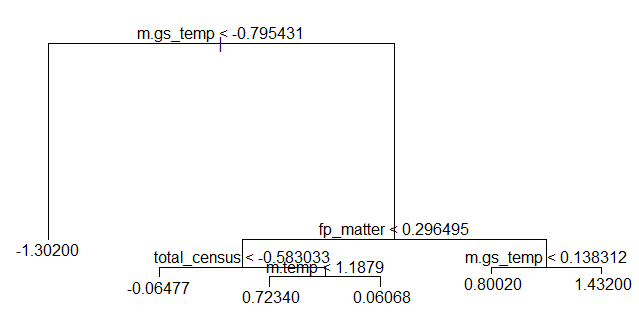 m.gs_temp < -0.795431
fp_matter < 0.296495
-1.30200
total_census < -0.583033
m.gs_temp < 0.138312
m.temp < 1.1879
-0.06477
0.80020
1.43200
0.72340
0.06068